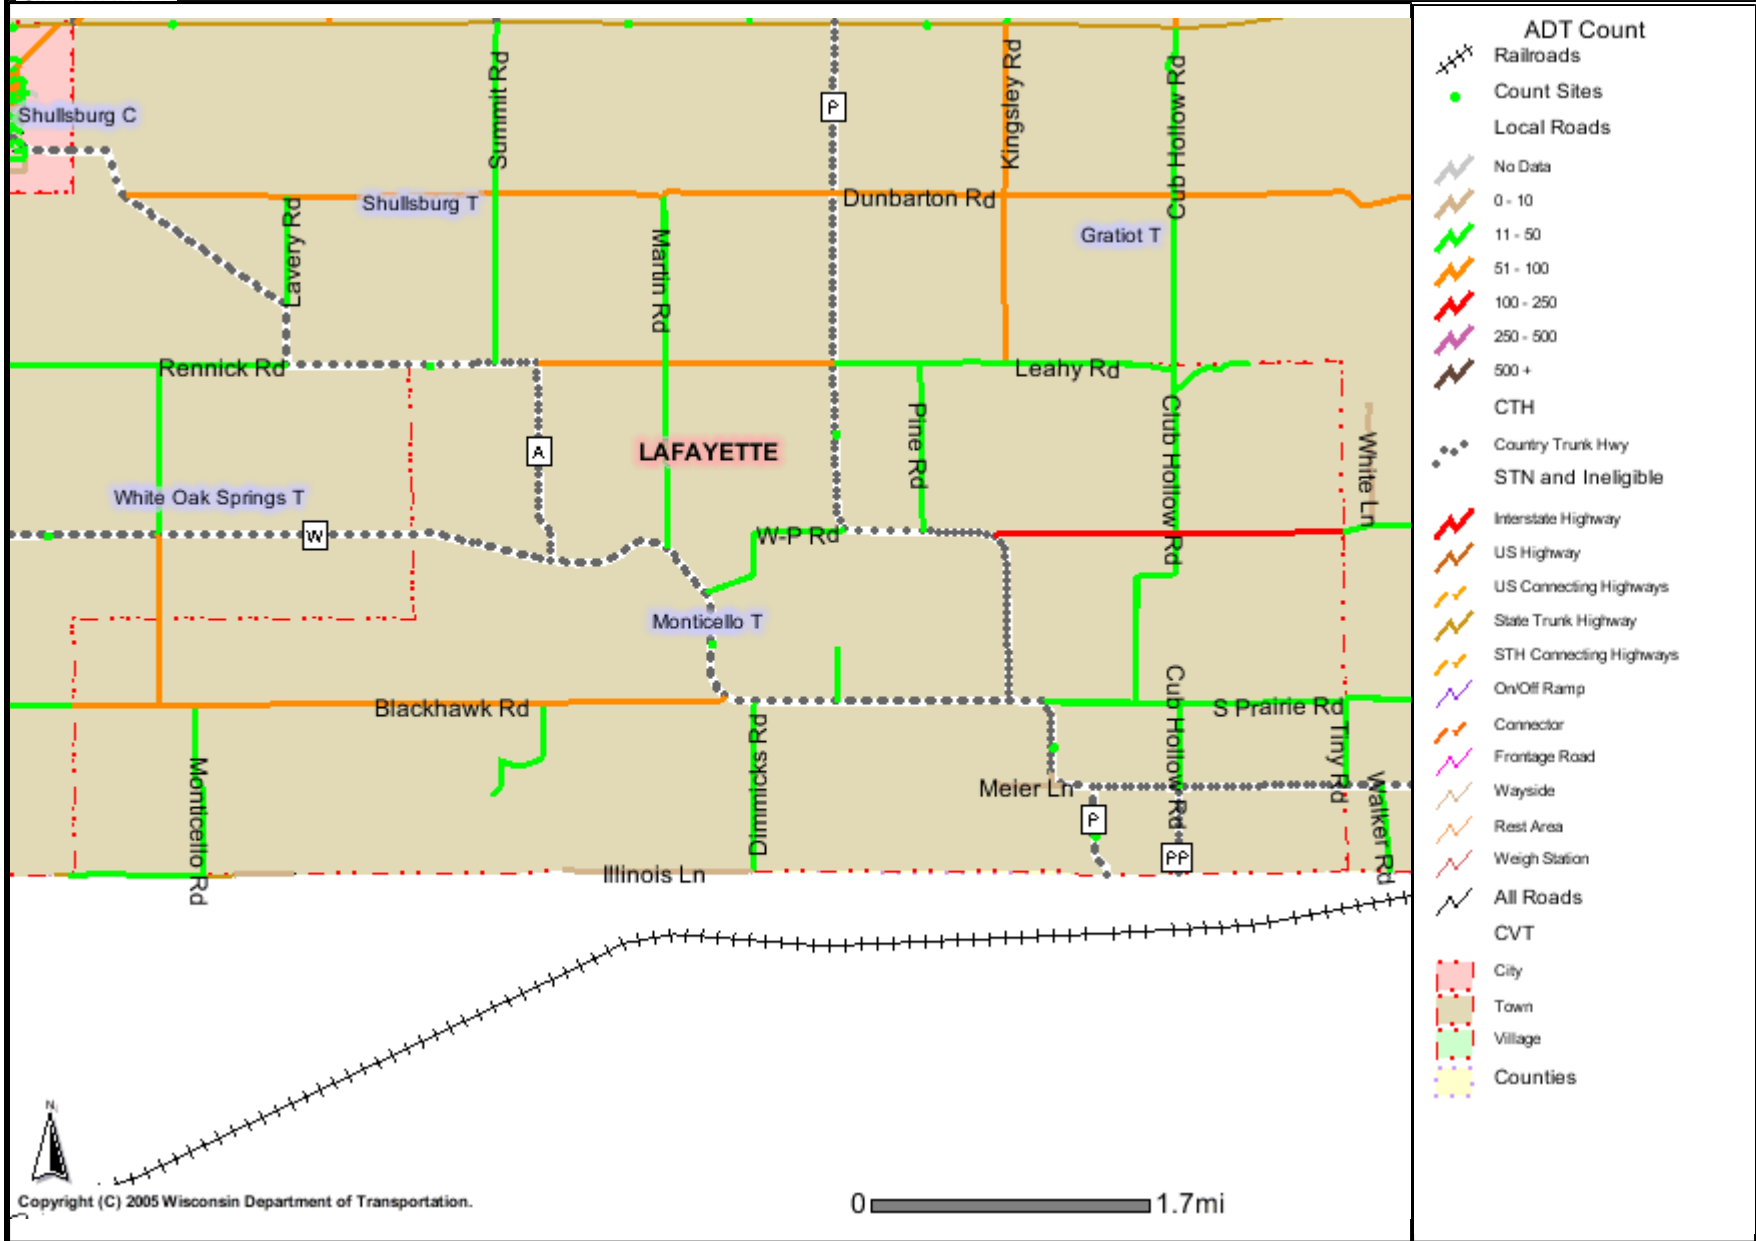 Shullsburg C
Summit Rd
P
Kingsley Rd
Cub Hollow Rd
Lavery Rd
Shullsburg T
Dunbarton Rd
Martin Rd
Gratiot T
Rennick Rd
Leahy Rd
A
LAFAYETTE
Pine Rd
Club Hollow Rd
White Ln
White Oak Springs T
W
W-P Rd
Monticello T
Blackhawk Rd
Cub Hollow Rd
S Prairie Rd
Monticello Rd
Dimmicks Rd
Meier Ln
Tiny Rd
Walker Rd
P
PP
Illinois Ln
N
Copyright (C) 2005 Wisconsin Department of Transportation.
0 1.7mi
ADT Count
Railroads
Count Sites
Local Roads
No Data
0 - 10
11 - 50
51 - 100
100 - 250
250 - 500
500 +
CTH
Country Trunk Hwy
STN and Ineligible
Interstate Highway
US Highway
US Connecting Highways
State Trunk Highway
STH Connecting Highways
On/Off Ramp
Connector
Frontage Road
Wayside
Rest Area
Weigh Station
All Roads
CVT
City
Town
Village
Counties